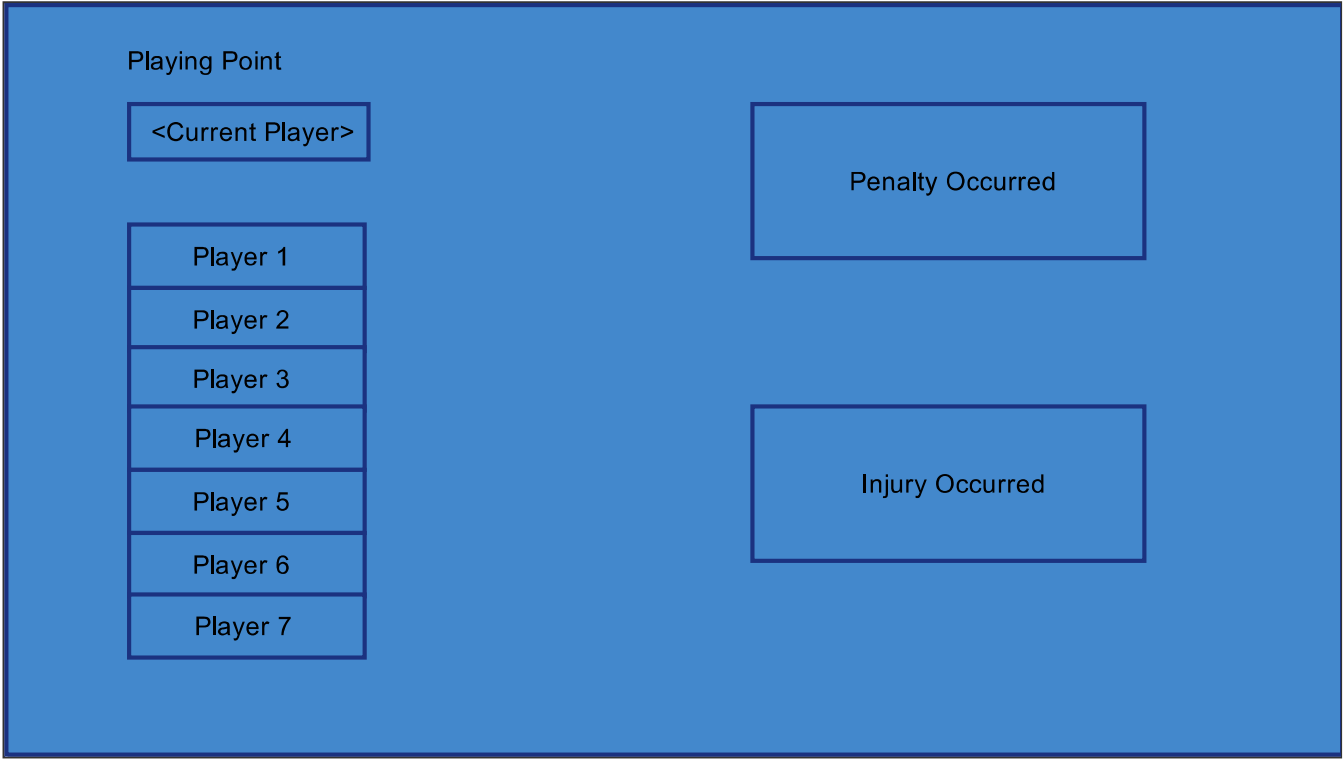 Playing Point
<Current Player>
Player 1
Player 2
Player 3
Player 4
Player 5
Player 6
Player 7
Penalty Occurred
Injury Occurred